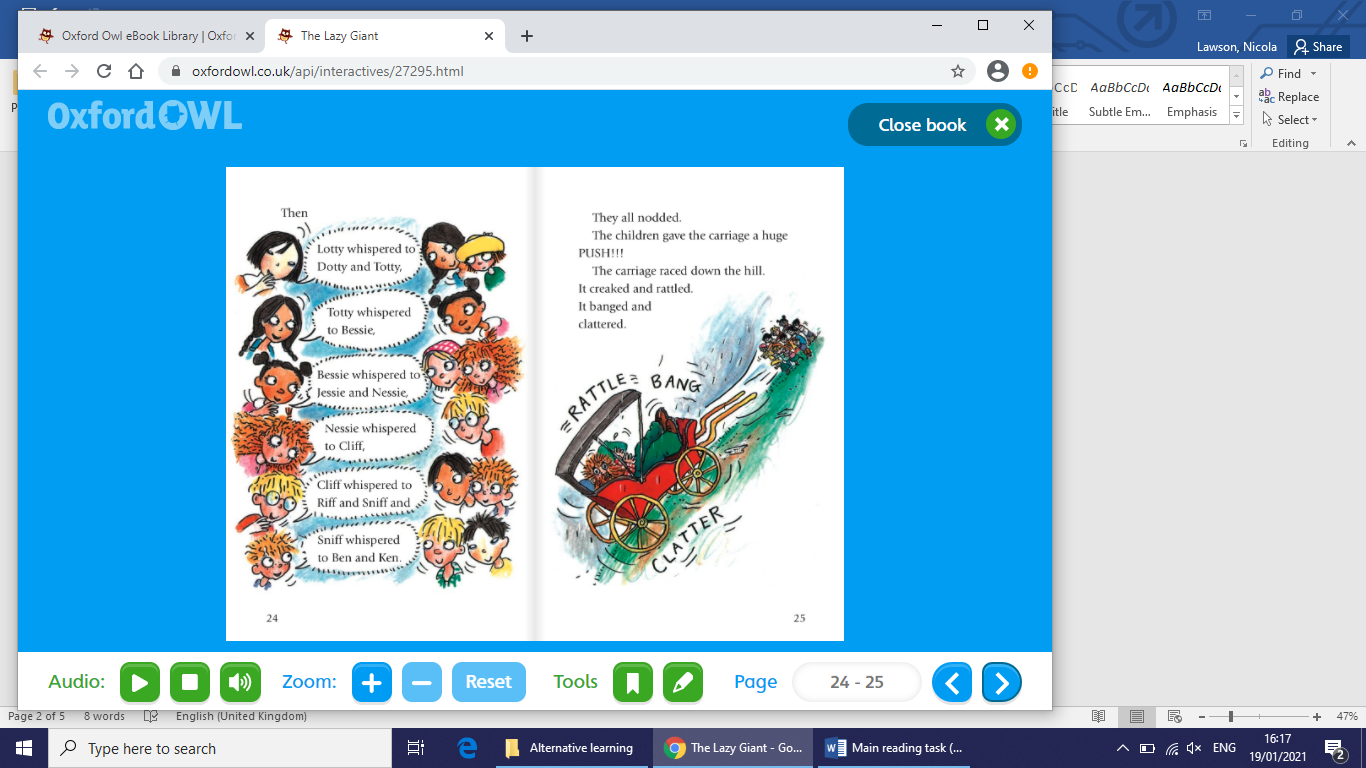 Oxford Owl eBook Library | Oxfo
The Lazy Giant
Lawson, Nicola
Share
oxfordowl.co.uk/api/interactives/27295.html
AaBbCcDc
AaBbCcDc
Find
Replace
Select
Subtle Em...
Emphasis
Editing
Oxford OWL
Close book
Then
Lotty whispered to
Dotty and Totty,
Totty whispered
to Bessie,
Bessie whispered to
Jessie and Nessie,
Nessie whispered
to Cliff,
Cliff whispered to
Riff and Sniff and
Sniff whispered
to Ben and Ken.
24
They all nodded.
The children gave the carriage a huge
PUSH!!!
The carriage raced down the hill.
It creaked and rattled.
It banged and
clattered.
RATTLE BANG
CLATTER
25
Audio:
Zoom:
Reset
Tools
Page
24 - 25
Page 2 of 5
8 words
English (United Kingdom)
47%
Type here to search
Alternative learning
The Lazy Giant - Go...
Main reading task (...
ENG
16:17
19/01/2021
2